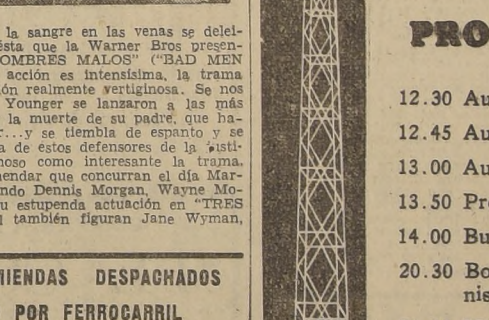 la sangre en las venas se delei-
ésta que la Warner Bros presen-
OMBRES MALOS" ("BAD MEN
acción es intensísima, la trama
ón realmente vertiginosa. Se nos
Younger se lanzaron a las más
la muerte de su padre, que ha-
r...y se tiembla de espanto y se
a de éstos defensores de la justi-
noso como interesante la trama.
mendar que concurran el día Mar-
ndo Dennis Morgan, Wayne Mo-
u estupenda actuación en "TRES
l también figuran Jane Wyman,
MIENDAS DESPACHADOS
POR FERROCARRIL
PRO
12.30 Au
12.45 Au
13.00 Au
13.50 Pr
14.00 Bu
20.30 Bo
nis